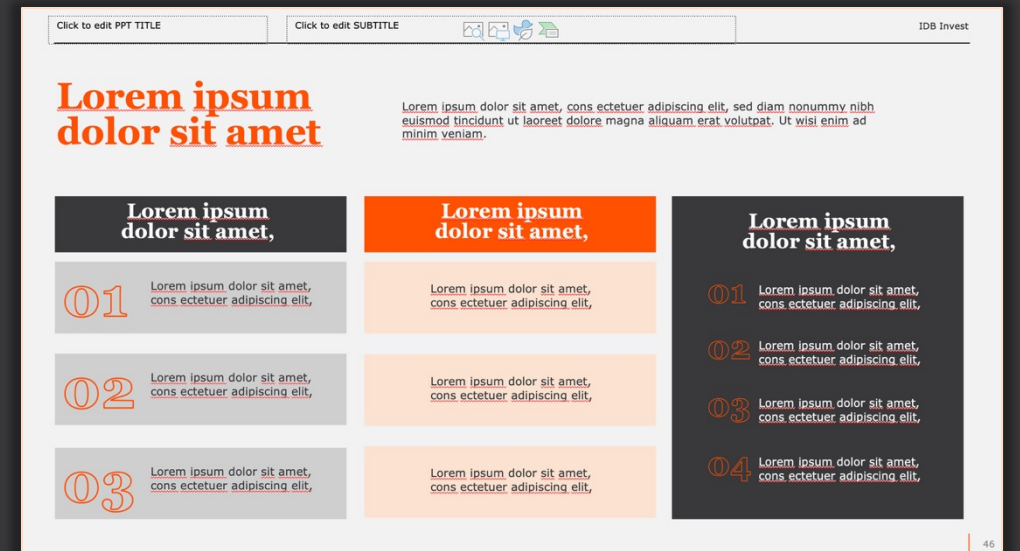 Click to edit PPT TITLE
Click to edit SUBTITLE
IDB Invest
Lorem ipsum
dolor sit amet
Lorem ipsum dolor sit amet, cons ectetuer adipiscing elit, sed diam nonummy nibh
euismod tincidunt ut laoreet dolore magna aliquam erat volutpat. Ut wisi enim ad
minim veniam.
Lorem ipsum
dolor sit amet,
01
Lorem ipsum dolor sit amet,
cons ectetuer adipiscing elit,
02
Lorem ipsum dolor sit amet,
cons ectetuer adipiscing elit,
03
Lorem ipsum dolor sit amet,
cons ectetuer adipiscing elit,
Lorem ipsum
dolor sit amet,
Lorem ipsum dolor sit amet,
cons ectetuer adipiscing elit,
Lorem ipsum dolor sit amet,
cons ectetuer adipiscing elit,
Lorem ipsum dolor sit amet,
cons ectetuer adipiscing elit,
Lorem ipsum
dolor sit amet,
01
Lorem ipsum dolor sit amet,
cons ectetuer adipiscing elit,
02
Lorem ipsum dolor sit amet,
cons ectetuer adipiscing elit,
03
Lorem ipsum dolor sit amet,
cons ectetuer adipiscing elit,
04
Lorem ipsum dolor sit amet,
cons ectetuer adipiscing elit,
46